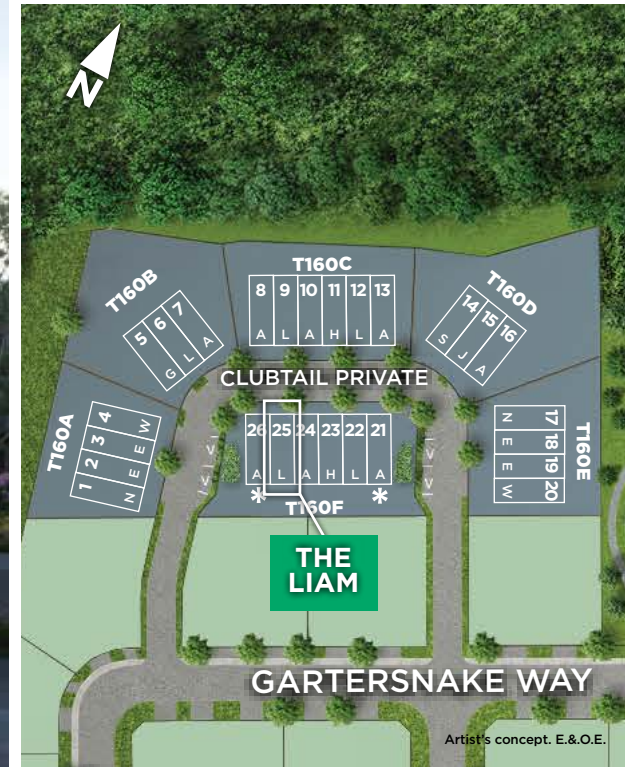 N
T160B
T160C
T160D
5 6 7
G L A
8 9 10 11 12 13
A L A H L A
14 15 16
S J A
CLUBTAIL PRIVATE
T160A
1 2 3 4
N E E W
26 25 24 23 22 21
A L A H L A
* *
T160F
17 18 19 20
N E E W
T160E
V V V
V V V
THE
LIAM
GARTERSNAKE WAY
Artist's concept. E.&O.E.